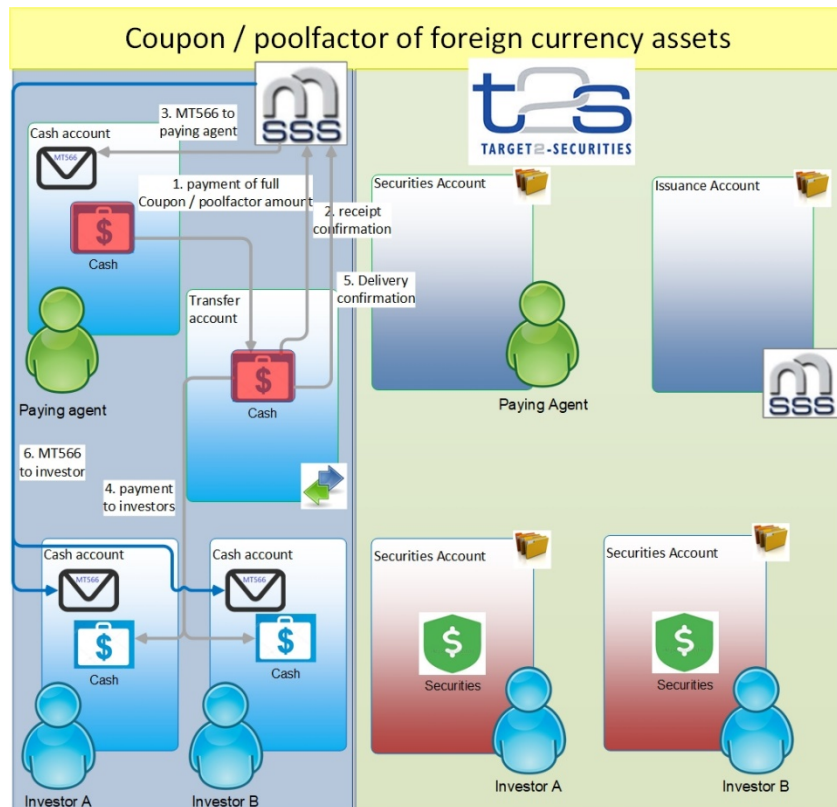 Coupon / poolfactor of foreign currency assets
sss
t2s
TARGET2-SECURITIES
3. MT566 to
paying agent
Cash account
MT566
1. payment of full
Coupon / poolfactor amount
2. receipt
confirmation
Cash
5. Delivery
confirmation
Transfer
account
Cash
Paying agent
6. MT566
to investor
4. payment
to investors
Securities Account
Paying Agent
Issuance Account
sss
Cash account
MT566
Cash
Investor A
Cash account
MT566
Cash
Investor B
Securities Account
Securities
Investor A
Securities Account
Securities
Investor B